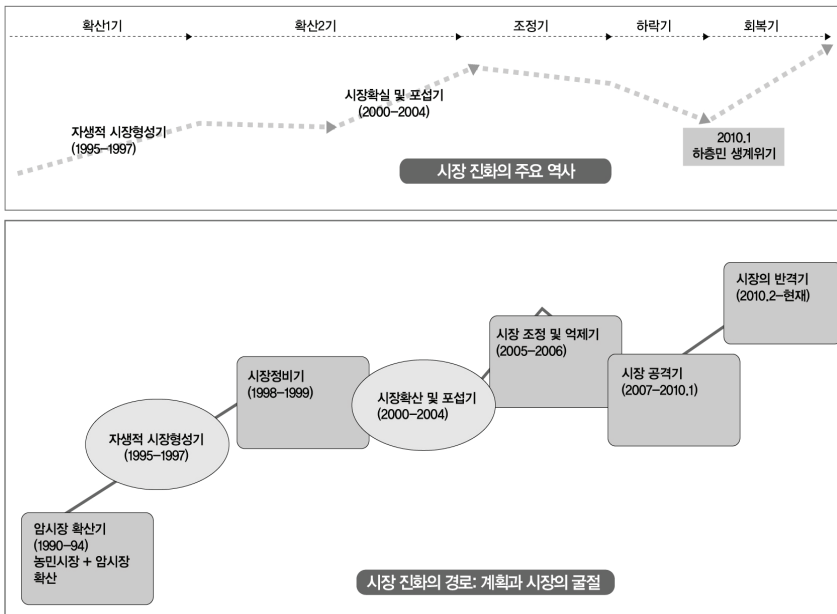 확산1기
확산2기
조정기
하락기
회복기
시장확실 및 포섭기
(2000-2004)
자생적 시장형성기
(1995-1997)
2010.1
하층민 생계위기
시장 진화의 주요 역사
시장의 반격기
(2010.2-현재)
시장 조정 및 억제기
(2005-2006)
시장정비기
(1998-1999)
시장 공격기
(2007-2010.1)
시장확산 및 포섭기
(2000-2004)
자생적 시장형성기
(1995-1997)
암시장 확산기
(1990-94)
농민시장 + 암시장
확산
시장 진화의 경로: 계획과 시장의 굴절